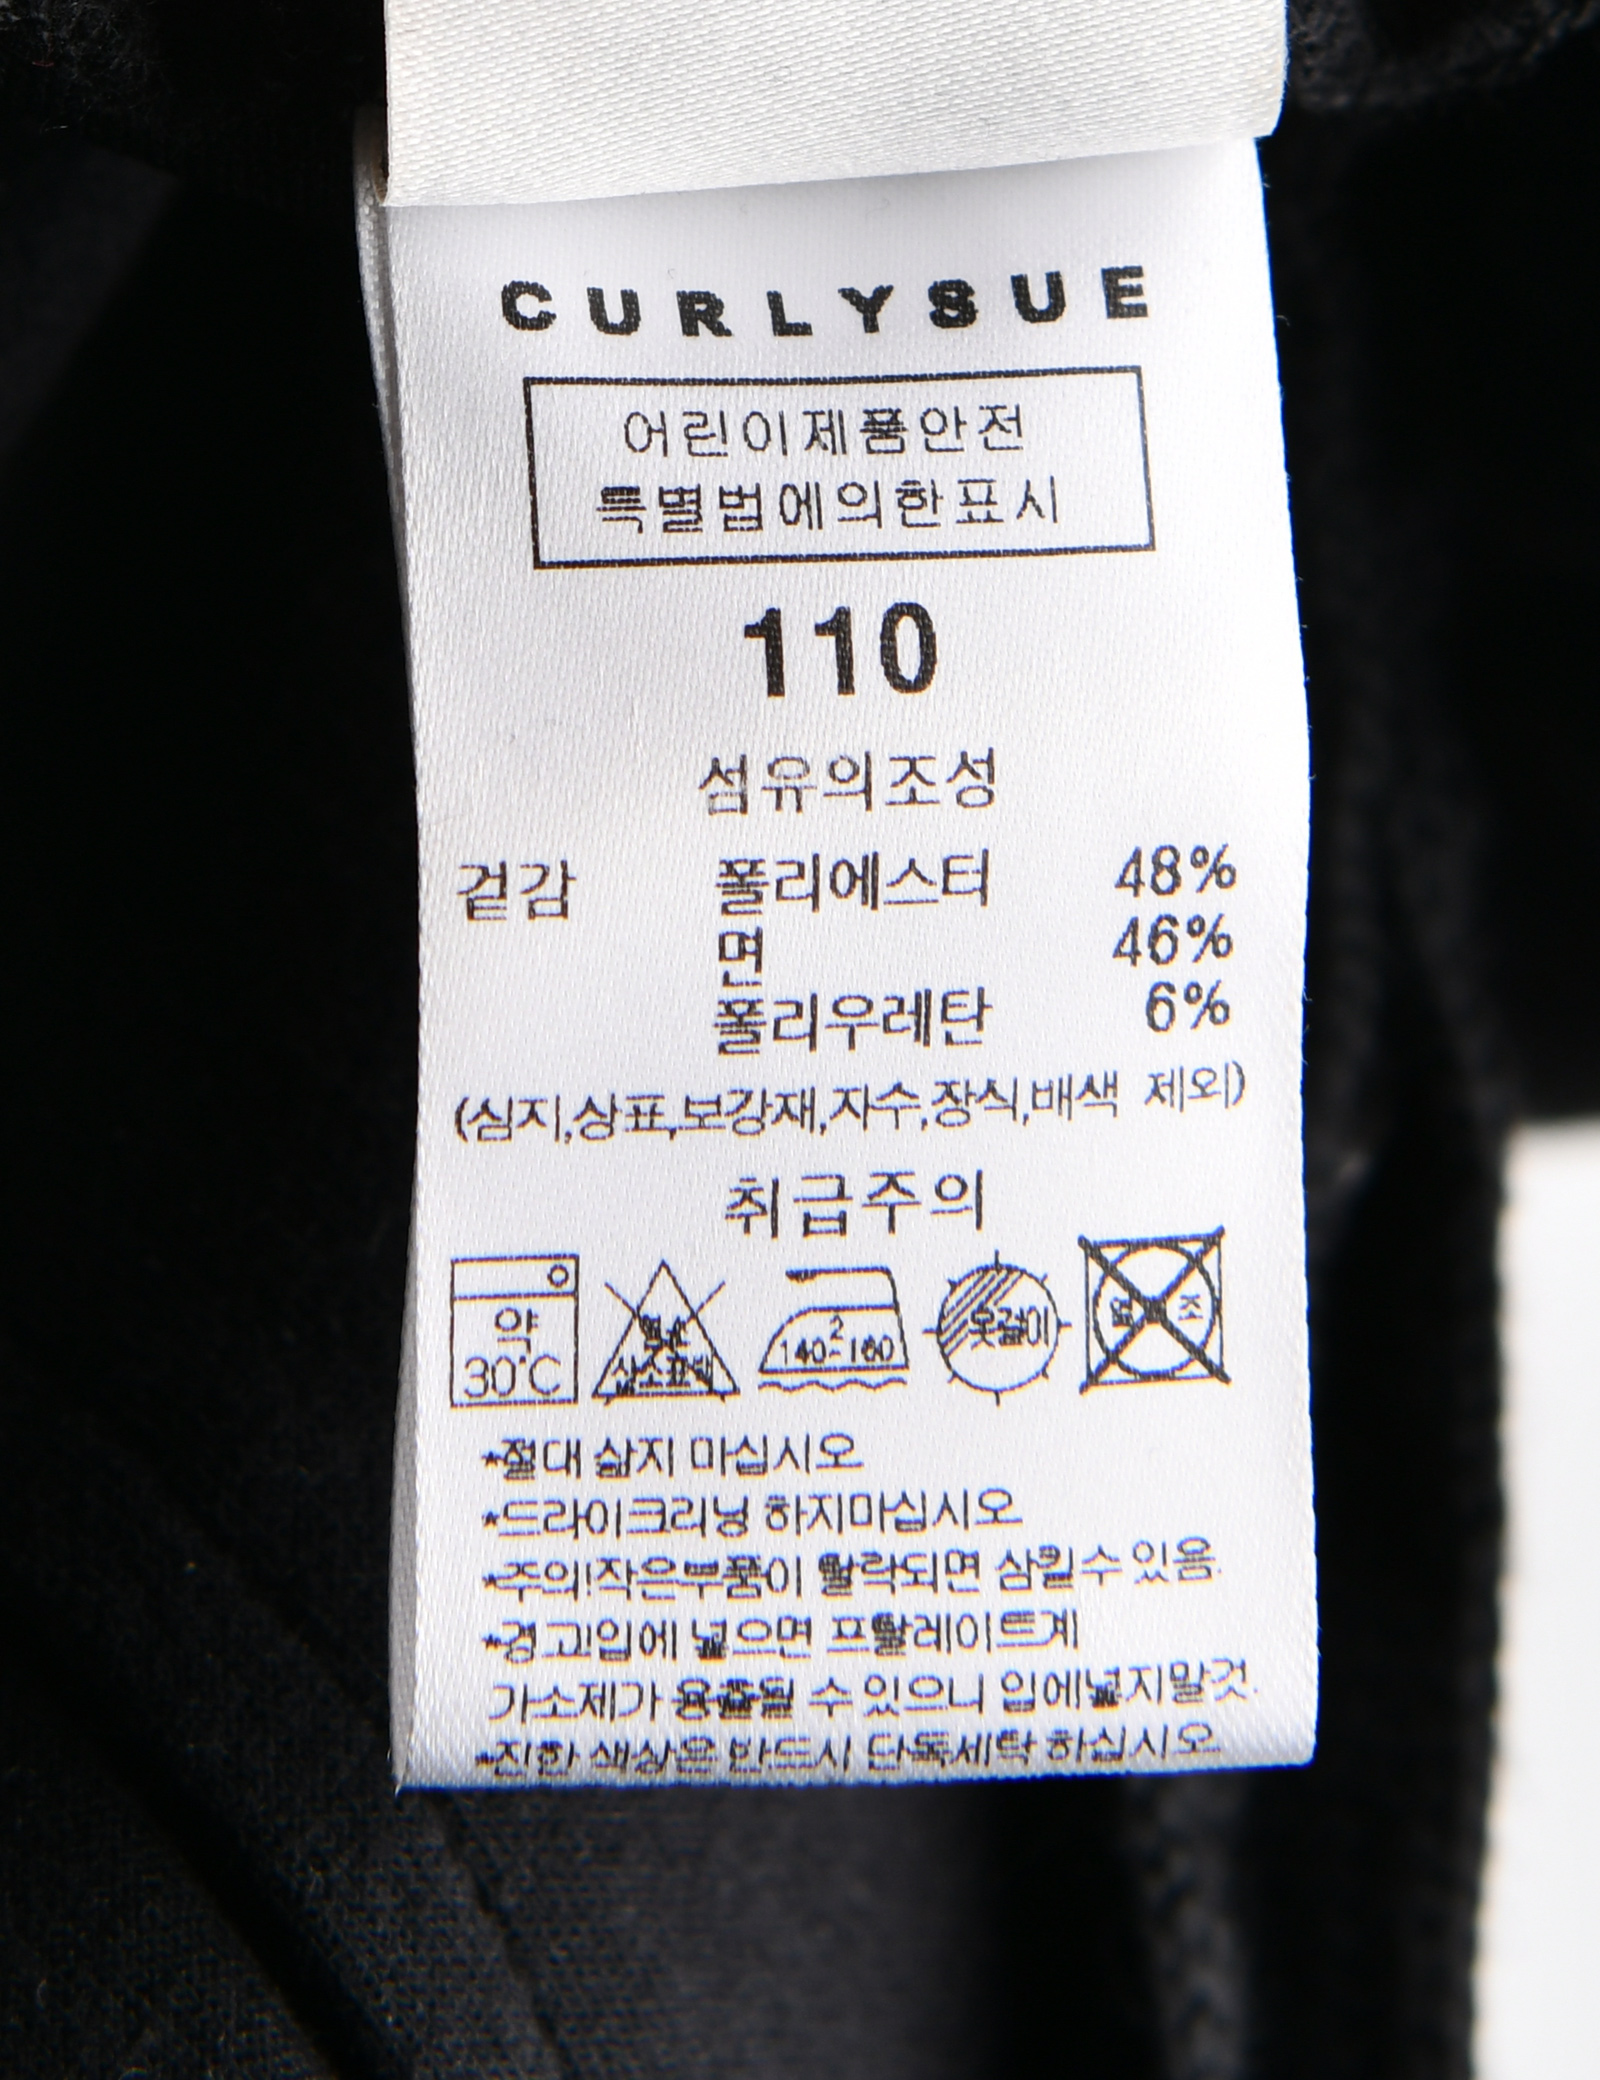 CURLYSUE
어린이제품안전
특별법에의한표시
110
섬유의조성
겉감 폴리에스터 48%
면 46%
폴리우레탄 6%
(심지,상표,보강재,자수,장식,배색 제외)
취급주의
약 30°C
염소 산소표백
2 140-160
옷걸이
*절대 삶지 마십시오
*드라이크리닝 하지마십시오
*주의!작은부품이 탈락되면 삼킬수 있음.
*경고!입에 넣으면 프탈레이트계
가소제가 용출될 수 있으니 입에넣지말것.
*진한 색상은 반드시 단독세탁 하십시오